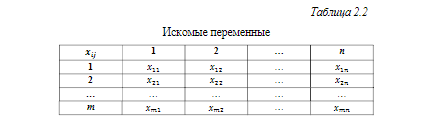 Таблица 2.2
Искомые переменные
x_ij 1 2 ... n
1 x_11 x_12 ... x_1n
2 x_21 x_22 ... x_2n
... ... ... ... ...
m x_m1 x_m2 ... x_mn